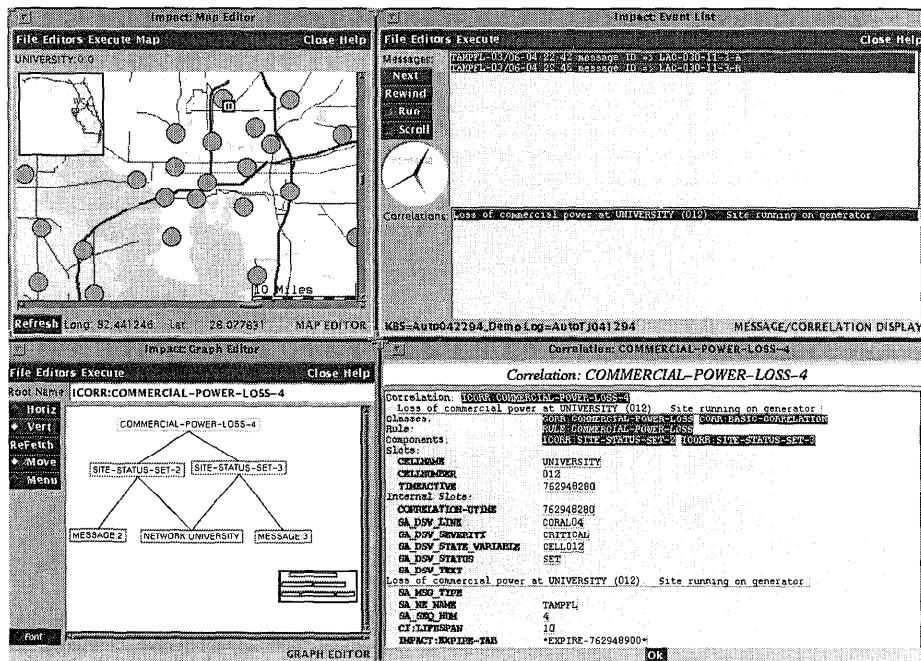 Impact: Map Editor
File Editors Execute Map Close Help
UNIVERSITY:0:0
10 Miles
Refresh Long: 82.441246 Lat: 28.077831 MAP EDITOR
Impact: Event List
File Editors Execute Close Help
Messages:
TAMPFL-03/06-04:22:42 message ID => LAC-030-11-1-A
TAMPFL-03/06-04:22:46 message ID => LAC-030-11-3-R
Next
Rewind
Run
Scroll
Correlations: Loss of commercial power at UNIVERSITY (012) Site running on generator
KBS=Auto042294_Demo Log=AutoTJ041294 MESSAGE/CORRELATION DISPLAY
Impact: Graph Editor
File Editors Execute Close Help
Root Name: ICORR:COMMERCIAL-POWER-LOSS-4
Horiz
Vert
ReFetch
Move
Menu
COMMERCIAL-POWER-LOSS-4
SITE-STATUS-SET-2 SITE-STATUS-SET-3
MESSAGE:2 NETWORK:UNIVERSITY MESSAGE:3
Font
GRAPH EDITOR
Correlation: COMMERCIAL-POWER-LOSS-4
Correlation: COMMERCIAL-POWER-LOSS-4
Correlation: ICORR:COMMERCIAL-POWER-LOSS-4
Loss of commercial power at UNIVERSITY (012) Site running on generator
Classes: CORR:COMMERCIAL-POWER-LOSS CORR:BASIC-CORRELATION
Rule: RULE COMMERCIAL-POWER-LOSS
Components: ICORR:SITE-STATUS-SET-2 ICORR:SITE-STATUS-SET-3
Slots:
CELLNAME UNIVERSITY
CELLNUMBER 012
TIMEACTIVE 762948280
Internal Slots:
CORRELATION-UTIME 762948280
SA_DSV_LINK CORAL04
SA_DSV_SEVERITY CRITICAL
SA_DSV_STATE_VARIABLE CELL012
SA_DSV_STATUS SET
SA_DSV_TEXT
Loss of commercial power at UNIVERSITY (012) Site running on generator
SA_MSG_TYPE
SA_NE_NAME TAMPFL
SA_SEQ_NUM 4
CI:LIFESPAN 10
IMPACT:EXPIRE-TAB *EXPIRE-762948900*
Ok